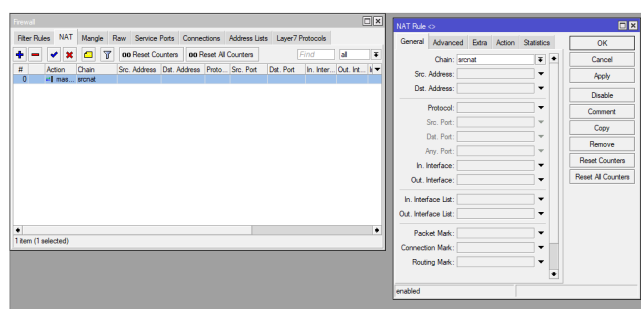 Firewall
Filter Rules NAT Mangle Raw Service Ports Connections Address Lists Layer7 Protocols
00 Reset Counters 00 Reset All Counters Find all
# Action Chain Src. Address Dst. Address Proto... Src. Port Dst. Port In. Inter... Out. Int...
0 mas... srcnat
1 item (1 selected)
NAT Rule <>
General Advanced Extra Action Statistics
Chain: srcnat
Src. Address:
Dst. Address:
Protocol:
Src. Port:
Dst. Port:
Any. Port:
In. Interface:
Out. Interface:
In. Interface List:
Out. Interface List:
Packet Mark:
Connection Mark:
Routing Mark:
enabled
OK
Cancel
Apply
Disable
Comment
Copy
Remove
Reset Counters
Reset All Counters